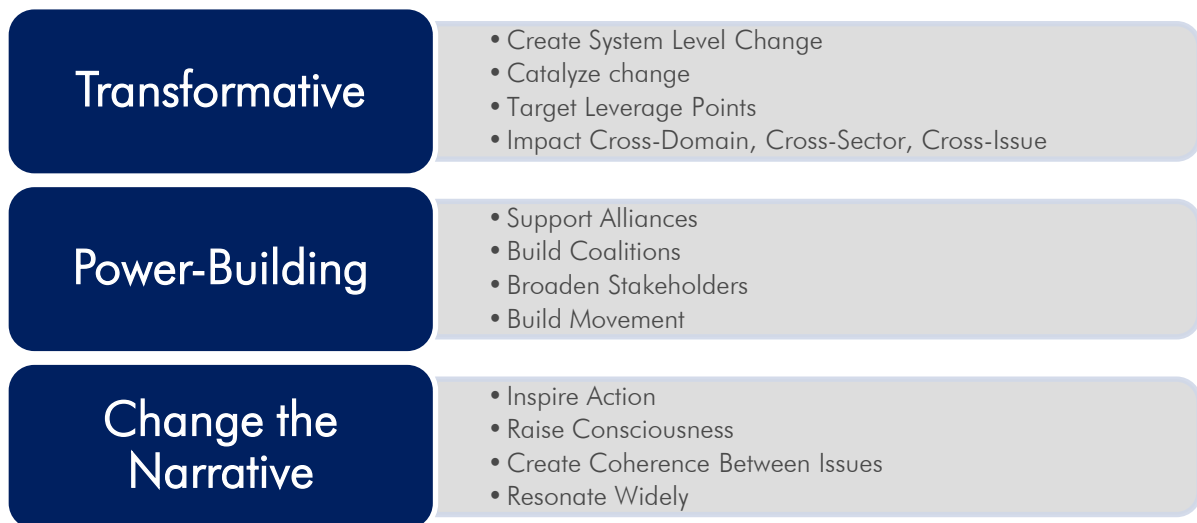 Transformative
• Create System Level Change
• Catalyze change
• Target Leverage Points
• Impact Cross-Domain, Cross-Sector, Cross-Issue
Power-Building
• Support Alliances
• Build Coalitions
• Broaden Stakeholders
• Build Movement
Change the
Narrative
• Inspire Action
• Raise Consciousness
• Create Coherence Between Issues
• Resonate Widely